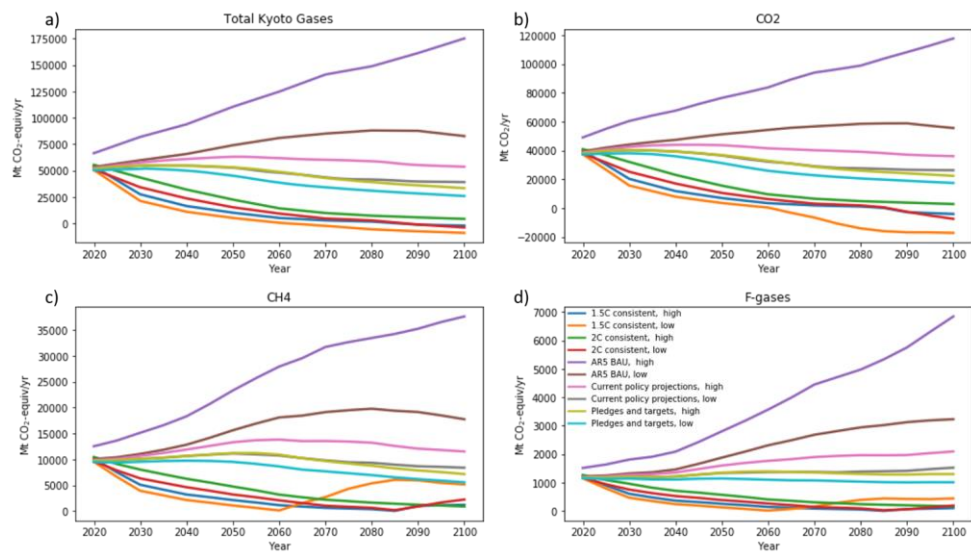 a)
Total Kyoto Gases
175000
150000
125000
100000
75000
50000
25000
0
Mt CO₂-equiv/yr
2020 2030 2040 2050 2060 2070 2080 2090 2100
Year
b)
CO2
120000
100000
80000
60000
40000
20000
0
−20000
Mt CO₂/yr
2020 2030 2040 2050 2060 2070 2080 2090 2100
Year
c)
CH4
35000
30000
25000
20000
15000
10000
5000
0
Mt CO₂-equiv/yr
2020 2030 2040 2050 2060 2070 2080 2090 2100
Year
d)
F-gases
7000
6000
5000
4000
3000
2000
1000
0
Mt CO₂-equiv/yr
1.5C consistent, high
1.5C consistent, low
2C consistent, high
2C consistent, low
AR5 BAU, high
AR5 BAU, low
Current policy projections, high
Current policy projections, low
Pledges and targets, high
Pledges and targets, low
2020 2030 2040 2050 2060 2070 2080 2090 2100
Year